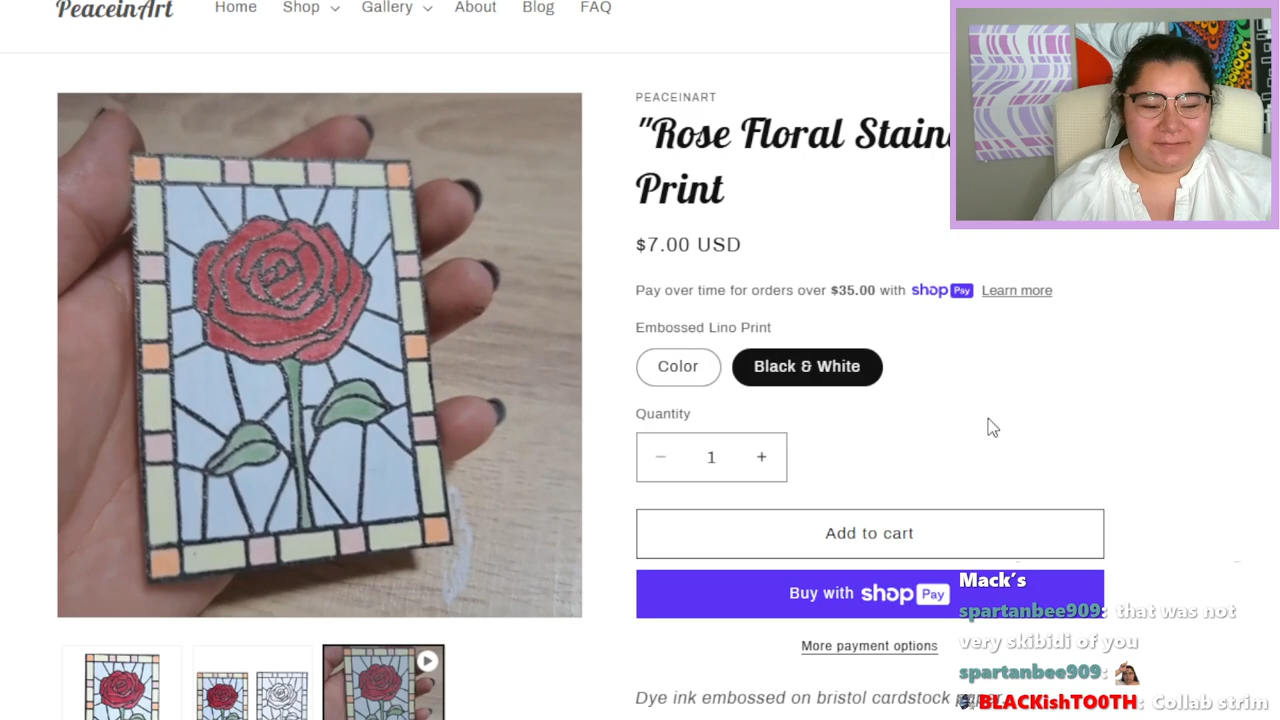 PeaceinArt
Home
Shop
Gallery
About
Blog
FAQ
PEACEINART
"Rose Floral
Print
$7.00 USD
Pay over time for orders over $35.00 with shop Pay Learn more
Embossed Lino Print
Color
Black & White
Quantity
1
Add to cart
Buy with shop Pay
More payment options
Dye ink embossed on bristol cardstock
Mack's
spartanbee909: that was not
very skibidi of you
spartanbee909:
BLACKishTO0TH: Collab strim